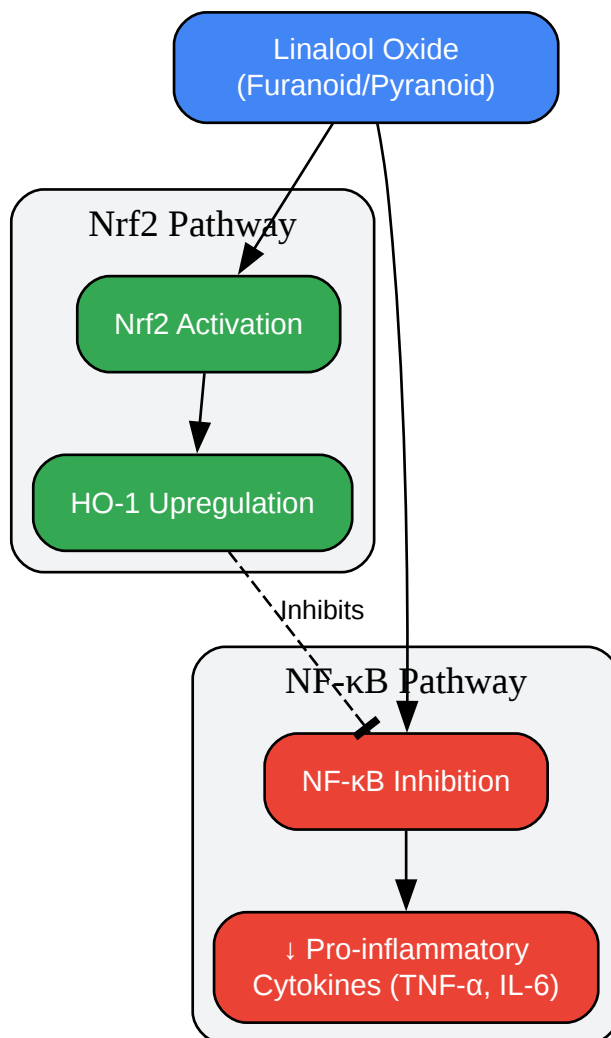 Linalool Oxide
(Furanoid/Pyranoid)
Nrf2 Pathway
Nrf2 Activation
HO-1 Upregulation
Inhibits
NF-κB Pathway
NF-κB Inhibition
↓ Pro-inflammatory
Cytokines (TNF-α, IL-6)